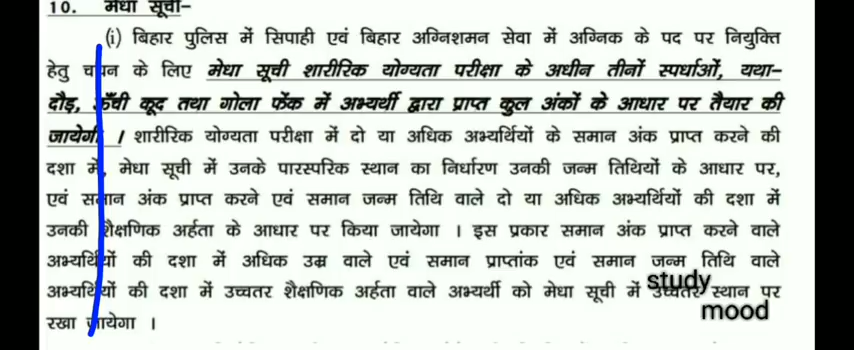 10. मेधा सूची–
(i) बिहार पुलिस में सिपाही एवं बिहार अग्निशमन सेवा में अग्निक के पद पर नियुक्ति
हेतु चयन के लिए मेधा सूची शारीरिक योग्यता परीक्षा के अधीन तीनों स्पर्धाओं, यथा–
दौड़, ऊँची कूद तथा गोला फेंक में अभ्यर्थी द्वारा प्राप्त कुल अंकों के आधार पर तैयार की
जायेगी । शारीरिक योग्यता परीक्षा में दो या अधिक अभ्यर्थियों के समान अंक प्राप्त करने की
दशा में, मेधा सूची में उनके पारस्परिक स्थान का निर्धारण उनकी जन्म तिथियों के आधार पर,
एवं समान अंक प्राप्त करने एवं समान जन्म तिथि वाले दो या अधिक अभ्यर्थियों की दशा में
उनकी शैक्षणिक अर्हता के आधार पर किया जायेगा । इस प्रकार समान अंक प्राप्त करने वाले
अभ्यर्थियों की दशा में अधिक उम्र वाले एवं समान प्राप्तांक एवं समान जन्म तिथि वाले
अभ्यर्थियों की दशा में उच्चतर शैक्षणिक अर्हता वाले अभ्यर्थी को मेधा सूची में उच्चतर स्थान पर
रखा जायेगा ।
study
mood